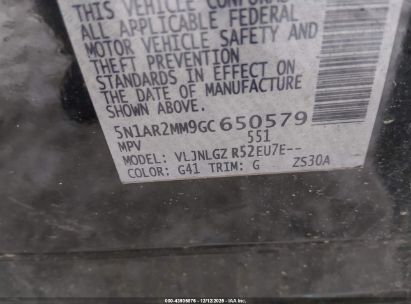 THIS VEHICLE CONFORMS
ALL APPLICABLE FEDERAL
MOTOR VEHICLE SAFETY AND
THEFT PREVENTION
STANDARDS IN EFFECT ON
THE DATE OF MANUFACTURE
SHOWN ABOVE.
5N1AR2MM9GC650579
MPV 551
MODEL: VLJNLGZ R52EU7E--
COLOR: G41 TRIM: G ZS30A